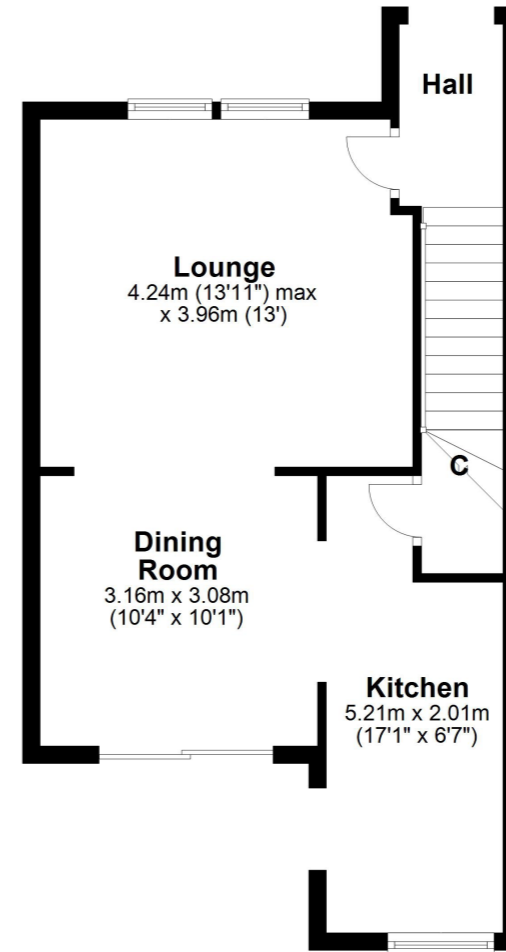 Hall
Lounge
4.24m (13'11") max
x 3.96m (13')
C
Dining
Room
3.16m x 3.08m
(10'4" x 10'1")
Kitchen
5.21m x 2.01m
(17'1" x 6'7")